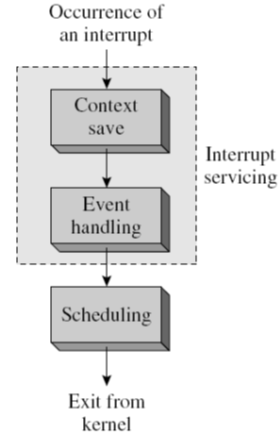 Occurrence of
an interrupt
Context
save
Interrupt
servicing
Event
handling
Scheduling
Exit from
kernel